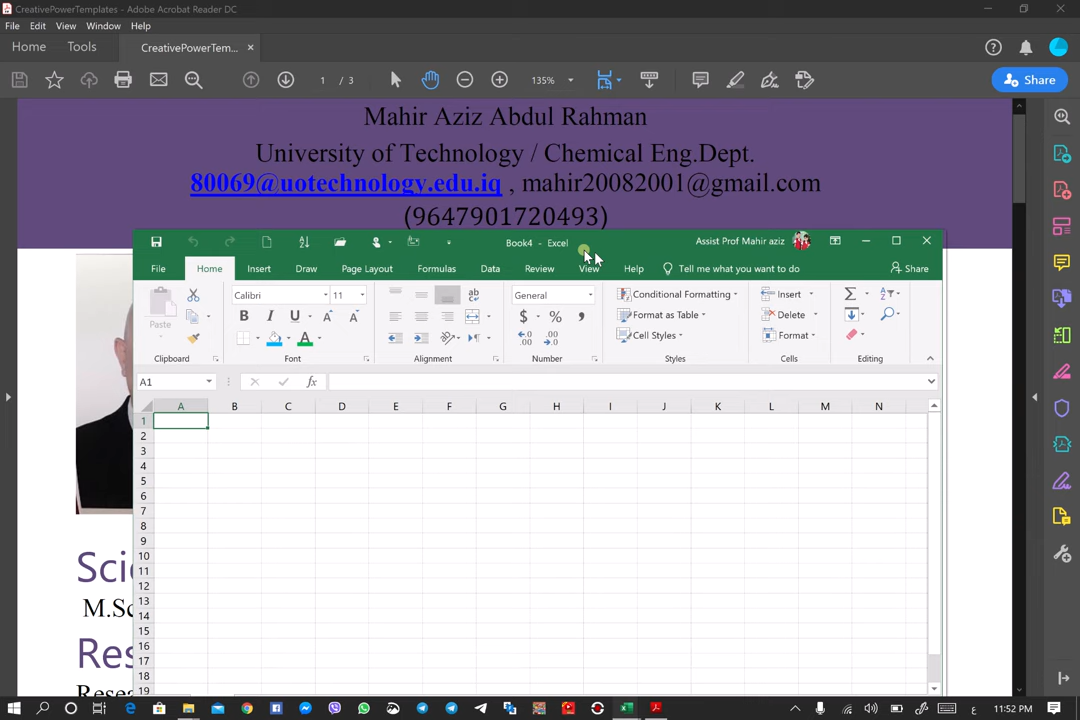 CreativePowerTemplates - Adobe Acrobat Reader DC
File Edit View Window Help
Home Tools CreativePowerTemp...
1 / 3 135% Share
Mahir Aziz Abdul Rahman
University of Technology / Chemical Eng.Dept.
80069@uotechnology.edu.iq , mahir20082001@gmail.com
(9647901720493)
Book4 - Excel Assist Prof Mahir aziz
File Home Insert Draw Page Layout Formulas Data Review View Help Tell me what you want to do Share
Calibri 11 General Conditional Formatting Insert
Paste B I U A A $ % , Format as Table Delete
Cell Styles Format
Clipboard Font Alignment Number Styles Cells Editing
A1 fx
A B C D E F G H I J K L M N
1
2
3
4
5
6
7
8
9
10
11
12
13
14
15
16
17
18
19
Sci
M.Sc
Res
Resea
11:52 PM